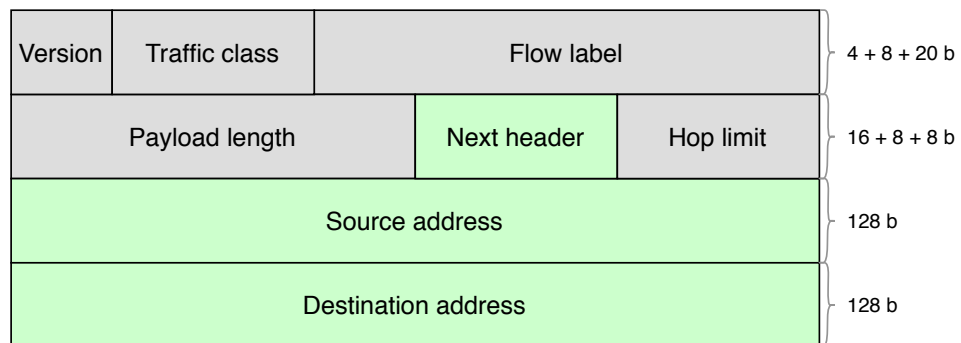 Version Traffic class Flow label 4 + 8 + 20 b
Payload length Next header Hop limit 16 + 8 + 8 b
Source address 128 b
Destination address 128 b